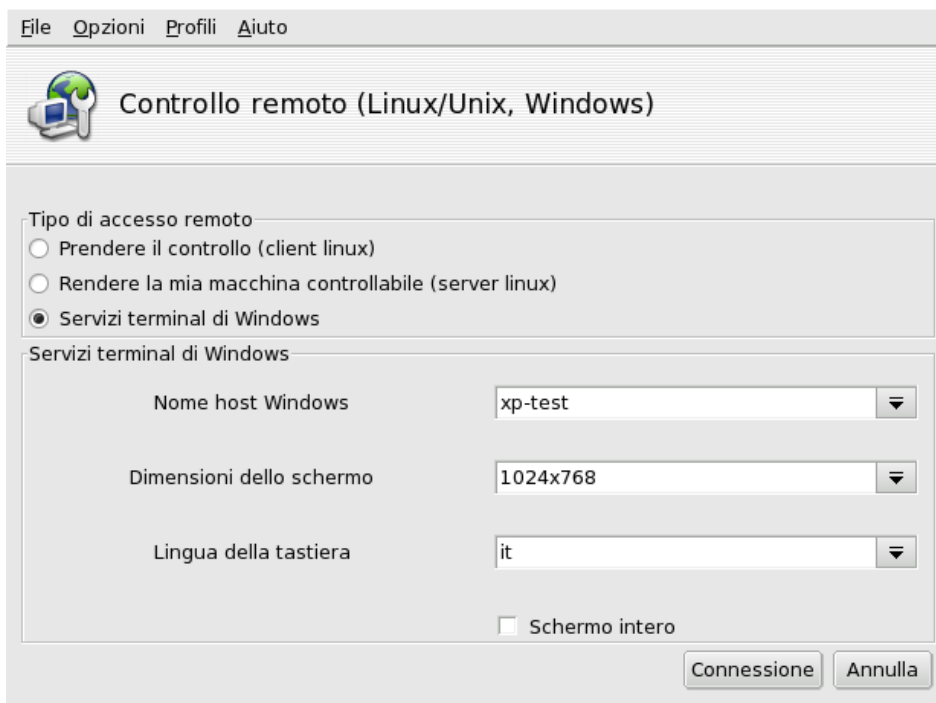 File Opzioni Profili Aiuto
Controllo remoto (Linux/Unix, Windows)
Tipo di accesso remoto
Prendere il controllo (client linux)
Rendere la mia macchina controllabile (server linux)
Servizi terminal di Windows
Servizi terminal di Windows
Nome host Windows xp-test
Dimensioni dello schermo 1024x768
Lingua della tastiera it
Schermo intero
Connessione Annulla